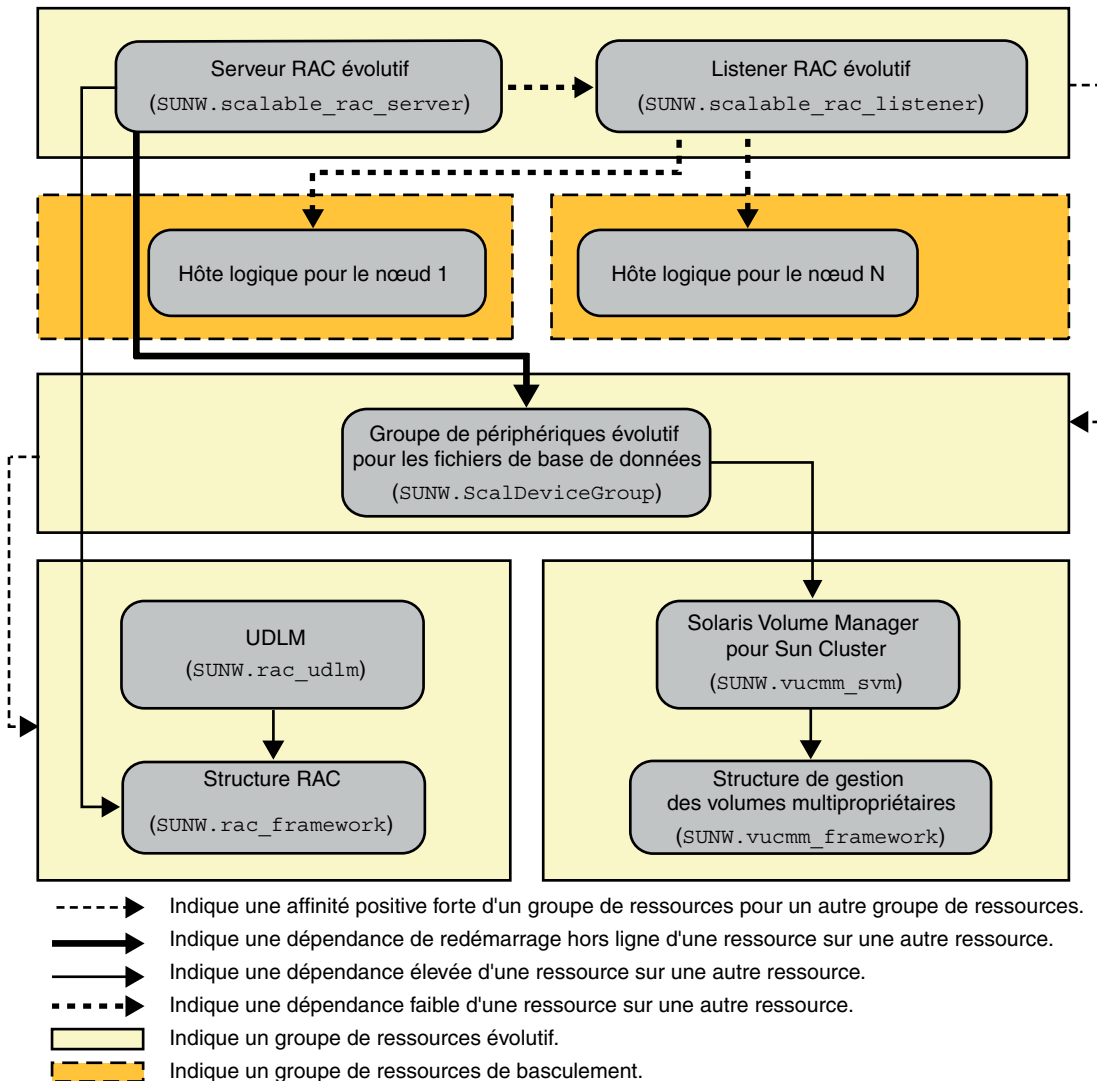 Serveur RAC évolutif
(SUNW.scalable_rac_server)
Listener RAC évolutif
(SUNW.scalable_rac_listener)
Hôte logique pour le nœud 1
Hôte logique pour le nœud N
Groupe de périphériques évolutif
pour les fichiers de base de données
(SUNW.ScalDeviceGroup)
UDLM
(SUNW.rac_udlm)
Solaris Volume Manager
pour Sun Cluster
(SUNW.vucmm_svm)
Structure RAC
(SUNW.rac_framework)
Structure de gestion
des volumes multipropriétaires
(SUNW.vucmm_framework)
Indique une affinité positive forte d'un groupe de ressources pour un autre groupe de ressources.
Indique une dépendance de redémarrage hors ligne d'une ressource sur une autre ressource.
Indique une dépendance élevée d'une ressource sur une autre ressource.
Indique une dépendance faible d'une ressource sur une autre ressource.
Indique un groupe de ressources évolutif.
Indique un groupe de ressources de basculement.